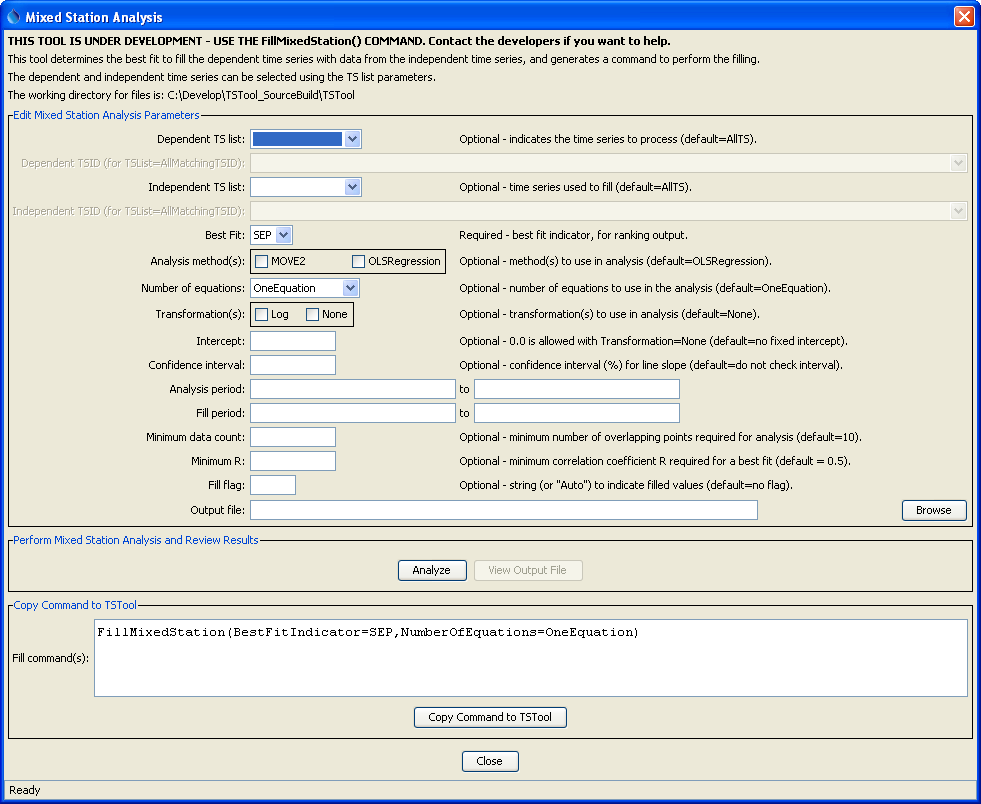 Mixed Station Analysis
THIS TOOL IS UNDER DEVELOPMENT - USE THE FillMixedStation() COMMAND. Contact the developers if you want to help.
This tool determines the best fit to fill the dependent time series with data from the independent time series, and generates a command to perform the filling.
The dependent and independent time series can be selected using the TS list parameters.
The working directory for files is: C:\Develop\TSTool_SourceBuild\TSTool
Edit Mixed Station Analysis Parameters
Dependent TS list: Optional - indicates the time series to process (default=AllTS).
Dependent TSID (for TSList=AllMatchingTSID):
Independent TS list: Optional - time series used to fill (default=AllTS).
Independent TSID (for TSList=AllMatchingTSID):
Best Fit: SEP Required - best fit indicator, for ranking output.
Analysis method(s): MOVE2 OLSRegression Optional - method(s) to use in analysis (default=OLSRegression).
Number of equations: OneEquation Optional - number of equations to use in the analysis (default=OneEquation).
Transformation(s): Log None Optional - transformation(s) to use in analysis (default=None).
Intercept: Optional - 0.0 is allowed with Transformation=None (default=no fixed intercept).
Confidence interval: Optional - confidence interval (%) for line slope (default=do not check interval).
Analysis period: to
Fill period: to
Minimum data count: Optional - minimum number of overlapping points required for analysis (default=10).
Minimum R: Optional - minimum correlation coefficient R required for a best fit (default = 0.5).
Fill flag: Optional - string (or "Auto") to indicate filled values (default=no flag).
Output file: Browse
Perform Mixed Station Analysis and Review Results
Analyze View Output File
Copy Command to TSTool
Fill command(s): FillMixedStation(BestFitIndicator=SEP,NumberOfEquations=OneEquation)
Copy Command to TSTool
Close
Ready